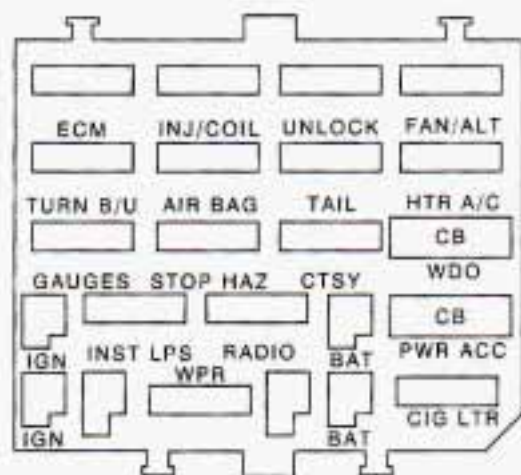 ECM INJ/COIL UNLOCK FAN/ALT
TURN B/U AIR BAG TAIL HTR A/C
CB
GAUGES STOP HAZ CTSY WDO
CB
IGN INST LPS RADIO BAT PWR ACC
WPR
IGN BAT CIG LTR